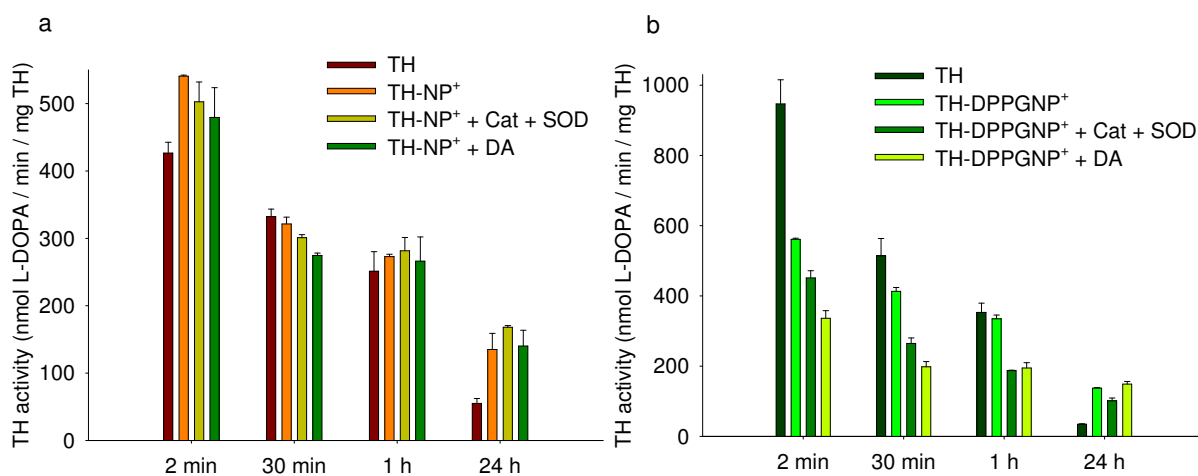 a
TH activity (nmol L-DOPA / min / mg TH)
500
400
300
200
100
0
TH
TH-NP⁺
TH-NP⁺ + Cat + SOD
TH-NP⁺ + DA
2 min
30 min
1 h
24 h
b
TH activity (nmol L-DOPA / min / mg TH)
1000
800
600
400
200
0
TH
TH-DPPGNP⁺
TH-DPPGNP⁺ + Cat + SOD
TH-DPPGNP⁺ + DA
2 min
30 min
1 h
24 h